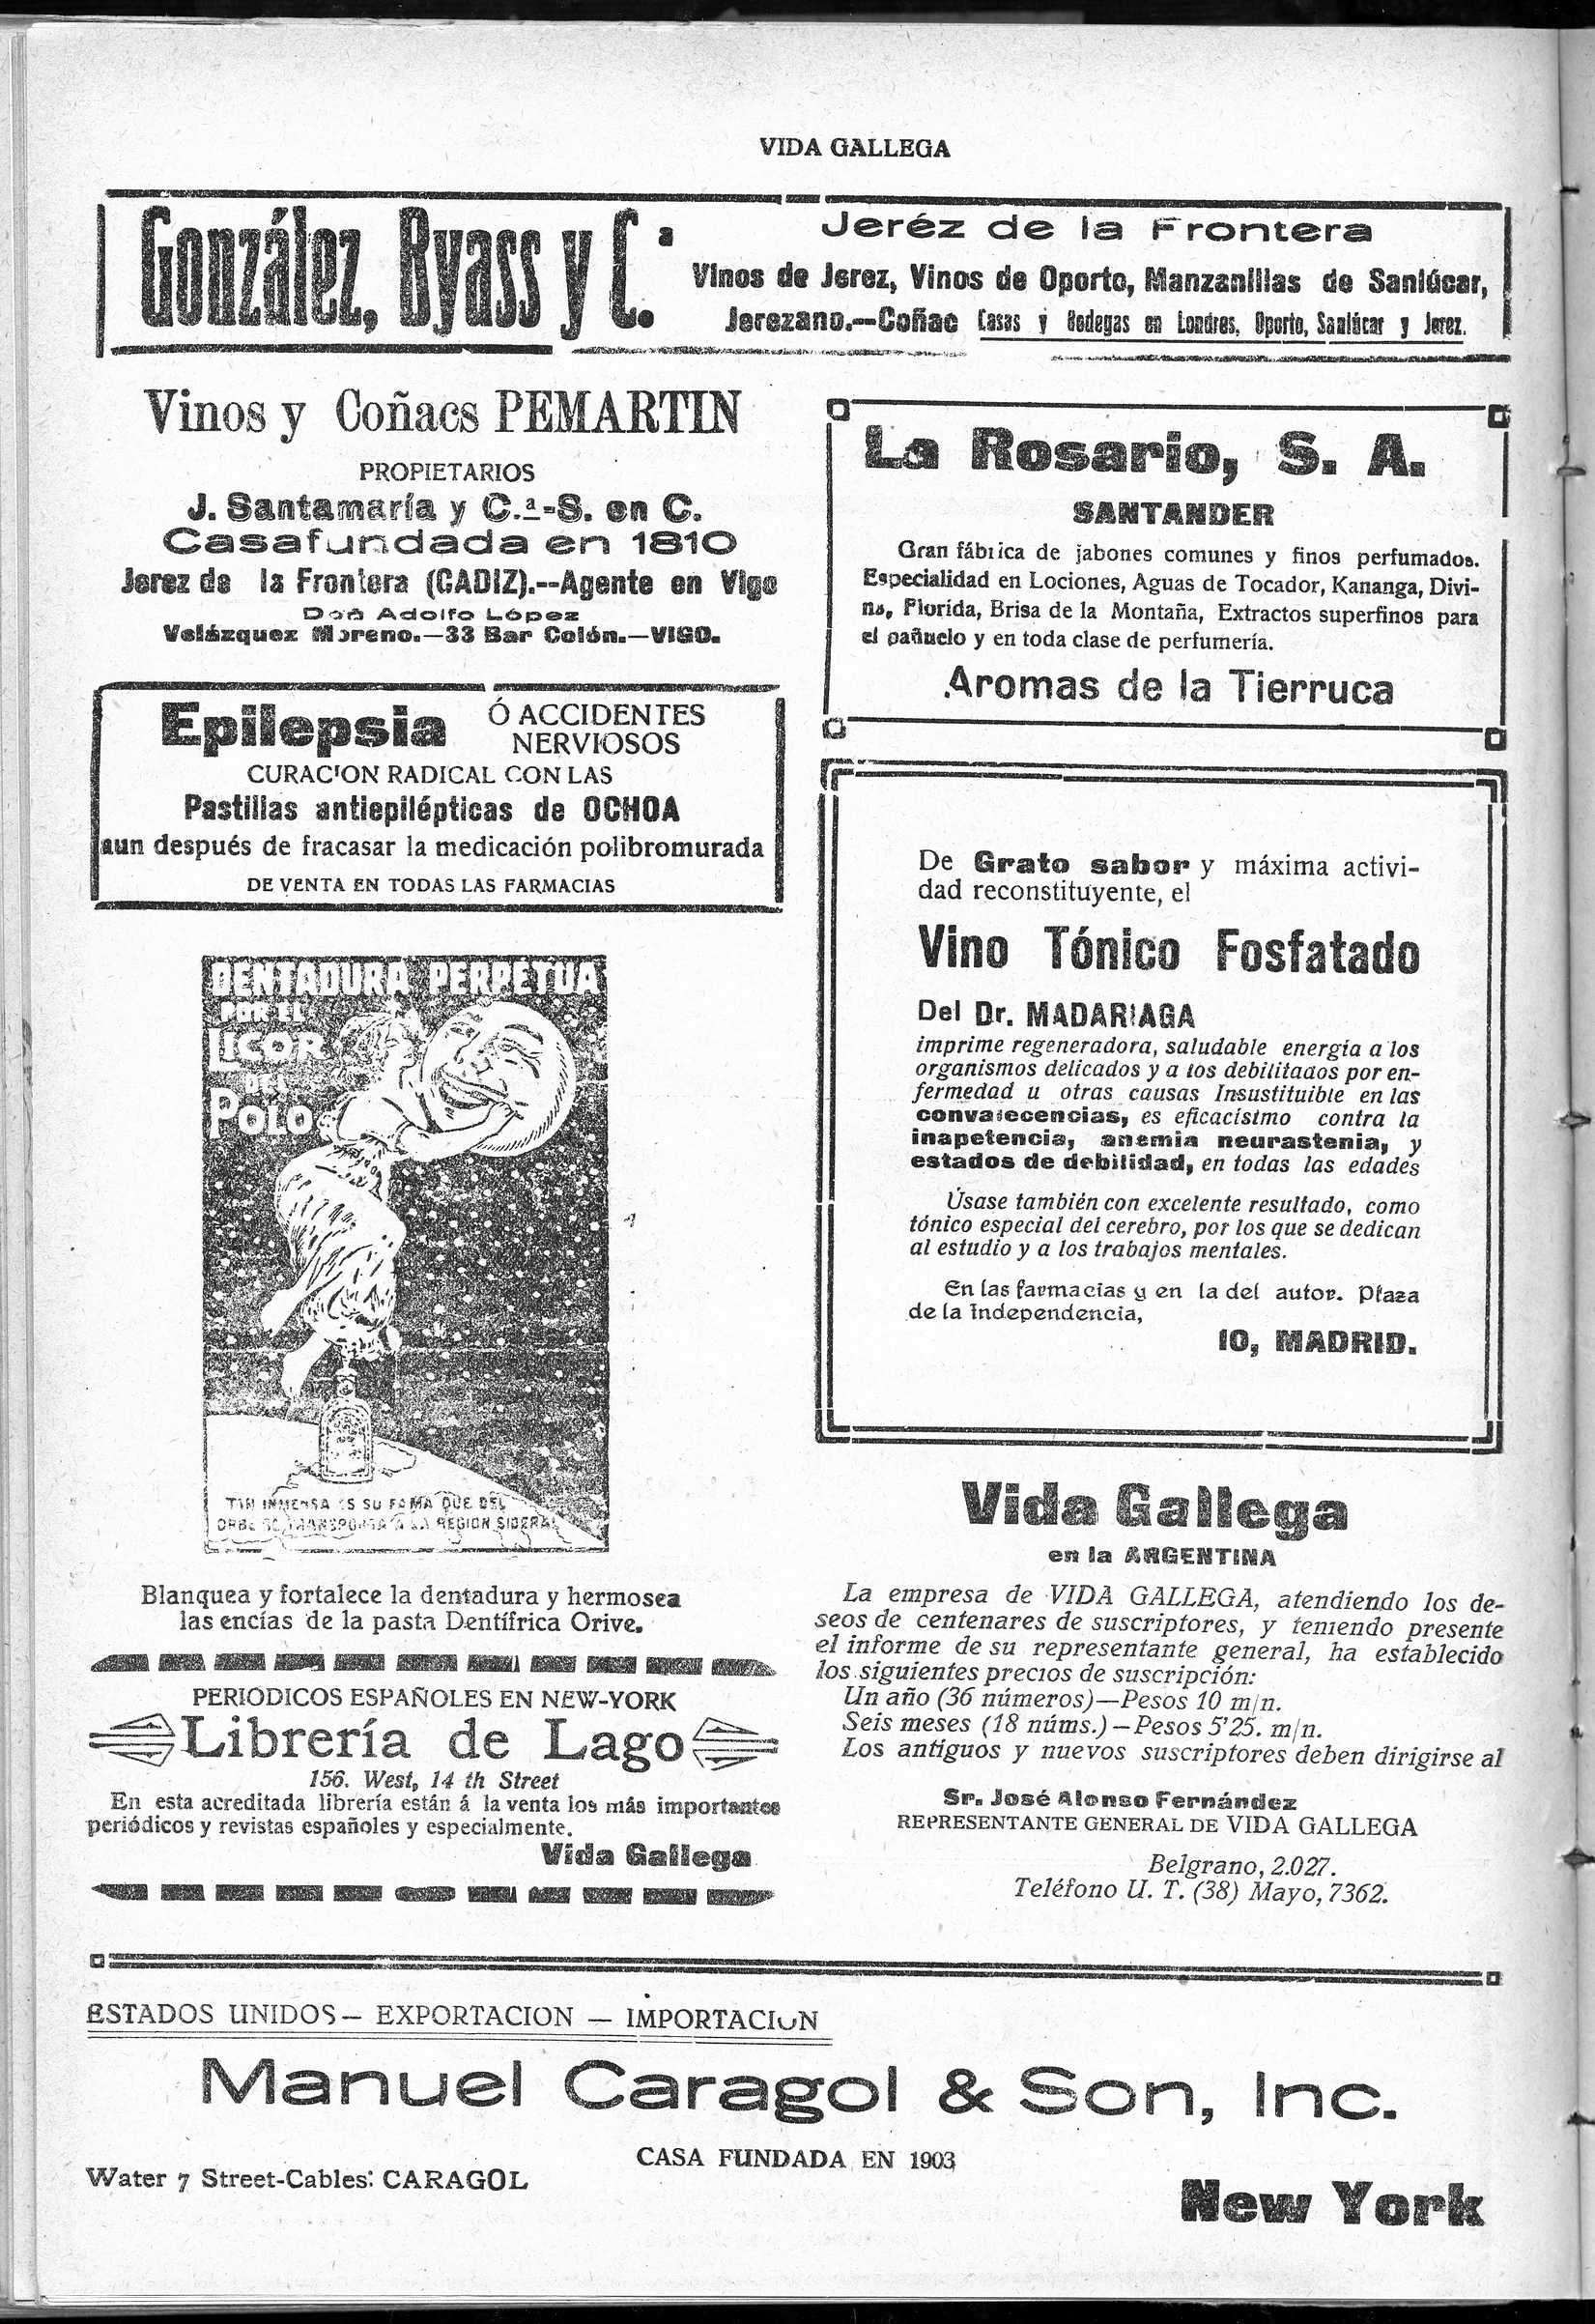 VIDA GALLEGA
González, Byass y C.ª
Jeréz de la Frontera
Vinos de Jerez, Vinos de Oporto, Manzanillas de Sanlúcar,
Jerezano.—Coñac Casas y Bodegas en Londres, Oporto, Sanlúcar y Jerez.
Vinos y Coñacs PEMARTIN
PROPIETARIOS
J. Santamaría y C.ª-S. en C.
Casa fundada en 1810
Jerez de la Frontera (CADIZ).--Agente en Vigo
Don Adolfo López
Velázquez Moreno.—33 Bar Colón.—VIGO.
Epilepsia Ó ACCIDENTES
NERVIOSOS
CURACION RADICAL CON LAS
Pastillas antiepilépticas de OCHOA
aun después de fracasar la medicación polibromurada
DE VENTA EN TODAS LAS FARMACIAS
DENTADURA PERPETUA
POR EL
LICOR
DEL
POLO
TAN INMENSA ES SU FAMA QUE DEL
ORBE SE TRANSPORTA A LA REGION SIDERAL
Blanquea y fortalece la dentadura y hermosea
las encías de la pasta Dentífrica Orive.
PERIODICOS ESPAÑOLES EN NEW-YORK
Librería de Lago
156. West, 14 th Street
En esta acreditada librería están á la venta los más importantes
periódicos y revistas españoles y especialmente.
Vida Gallega
La Rosario, S. A.
SANTANDER
Gran fábrica de jabones comunes y finos perfumados.
Especialidad en Lociones, Aguas de Tocador, Kananga, Divi-
na, Florida, Brisa de la Montaña, Extractos superfinos para
el pañuelo y en toda clase de perfumería.
Aromas de la Tierruca
De Grato sabor y máxima activi-
dad reconstituyente, el
Vino Tónico Fosfatado
Del Dr. MADARIAGA
imprime regeneradora, saludable energía a los
organismos delicados y a los debilitados por en-
fermedad u otras causas Insustituible en las
convalecencias, es eficacísimo contra la
inapetencia, anemia neurastenia, y
estados de debilidad, en todas las edades
Úsase también con excelente resultado, como
tónico especial del cerebro, por los que se dedican
al estudio y a los trabajos mentales.
En las farmacias y en la del autor. Plaza
de la Independencia,
10, MADRID.
Vida Gallega
en la ARGENTINA
La empresa de VIDA GALLEGA, atendiendo los de-
seos de centenares de suscriptores, y teniendo presente
el informe de su representante general, ha establecido
los siguientes precios de suscripción:
Un año (36 números)—Pesos 10 m/n.
Seis meses (18 núms.)—Pesos 5'25. m/n.
Los antiguos y nuevos suscriptores deben dirigirse al
Sr. José Alonso Fernández
REPRESENTANTE GENERAL DE VIDA GALLEGA
Belgrano, 2.027.
Teléfono U. T. (38) Mayo, 7362.
ESTADOS UNIDOS — EXPORTACION — IMPORTACION
Manuel Caragol & Son, Inc.
CASA FUNDADA EN 1903
Water 7 Street-Cables: CARAGOL
New York